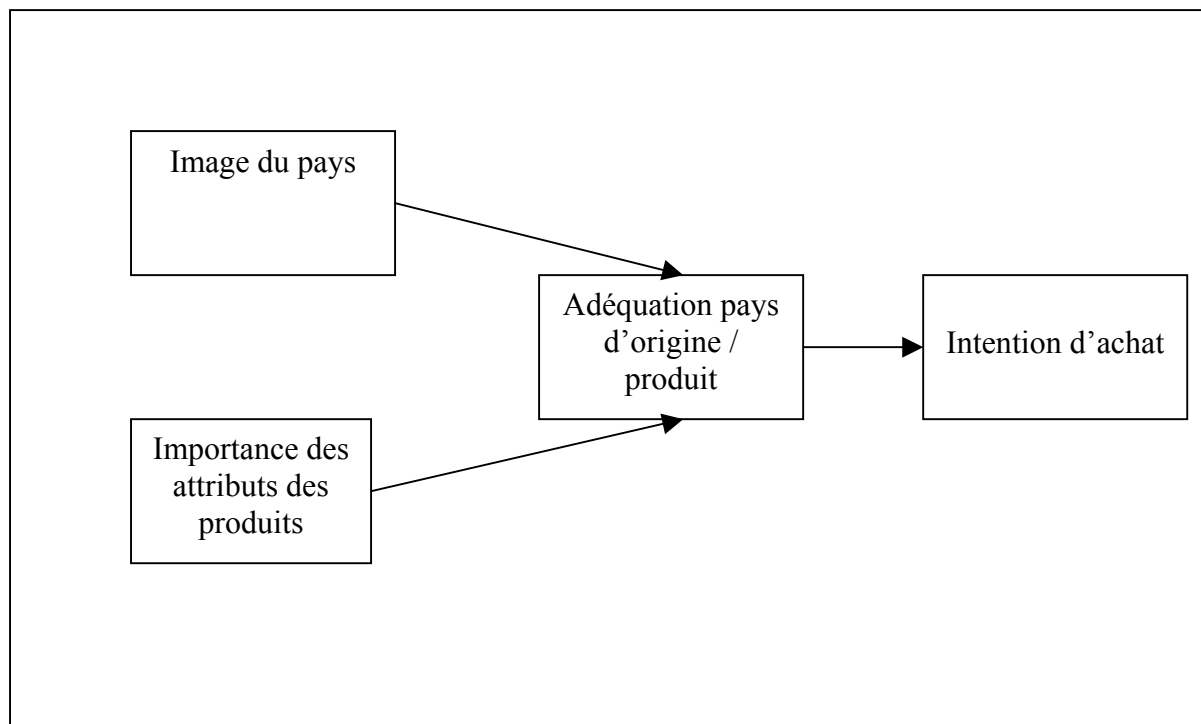 Image du pays
Adéquation pays
d’origine /
produit
Intention d’achat
Importance des
attributs des
produits